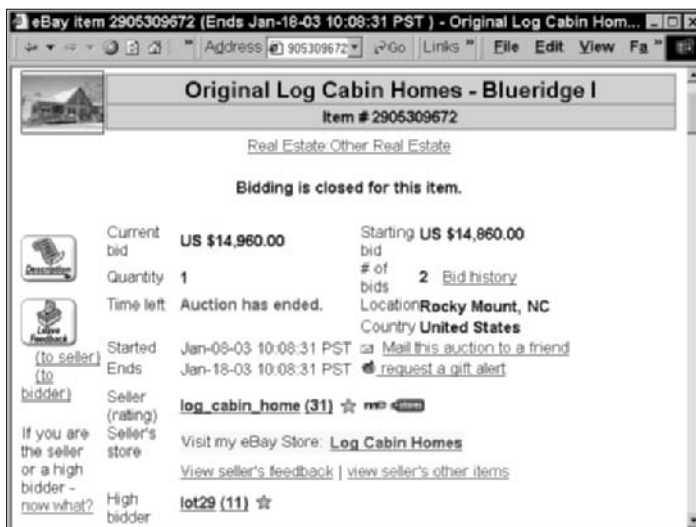 eBay item 2905309672 (Ends Jan-18-03 10:08:31 PST ) - Original Log Cabin Hom...
" Address 905309672 Go Links " File Edit View Fa "
Original Log Cabin Homes - Blueridge I
Item # 2905309672
Real Estate:Other Real Estate
Bidding is closed for this item.
Description
Current bid US $14,960.00 Starting bid US $14,860.00
Quantity 1 # of bids 2 Bid history
Leave Feedback
(to seller)
(to bidder)
Time left Auction has ended. Location Rocky Mount, NC
Country United States
Started Jan-08-03 10:08:31 PST Mail this auction to a friend
Ends Jan-18-03 10:08:31 PST request a gift alert
Seller (rating) log_cabin_home (31) me
Seller's store Visit my eBay Store: Log Cabin Homes
View seller's feedback | view seller's other items
High bidder lot29 (11)
If you are
the seller
or a high
bidder -
now what?